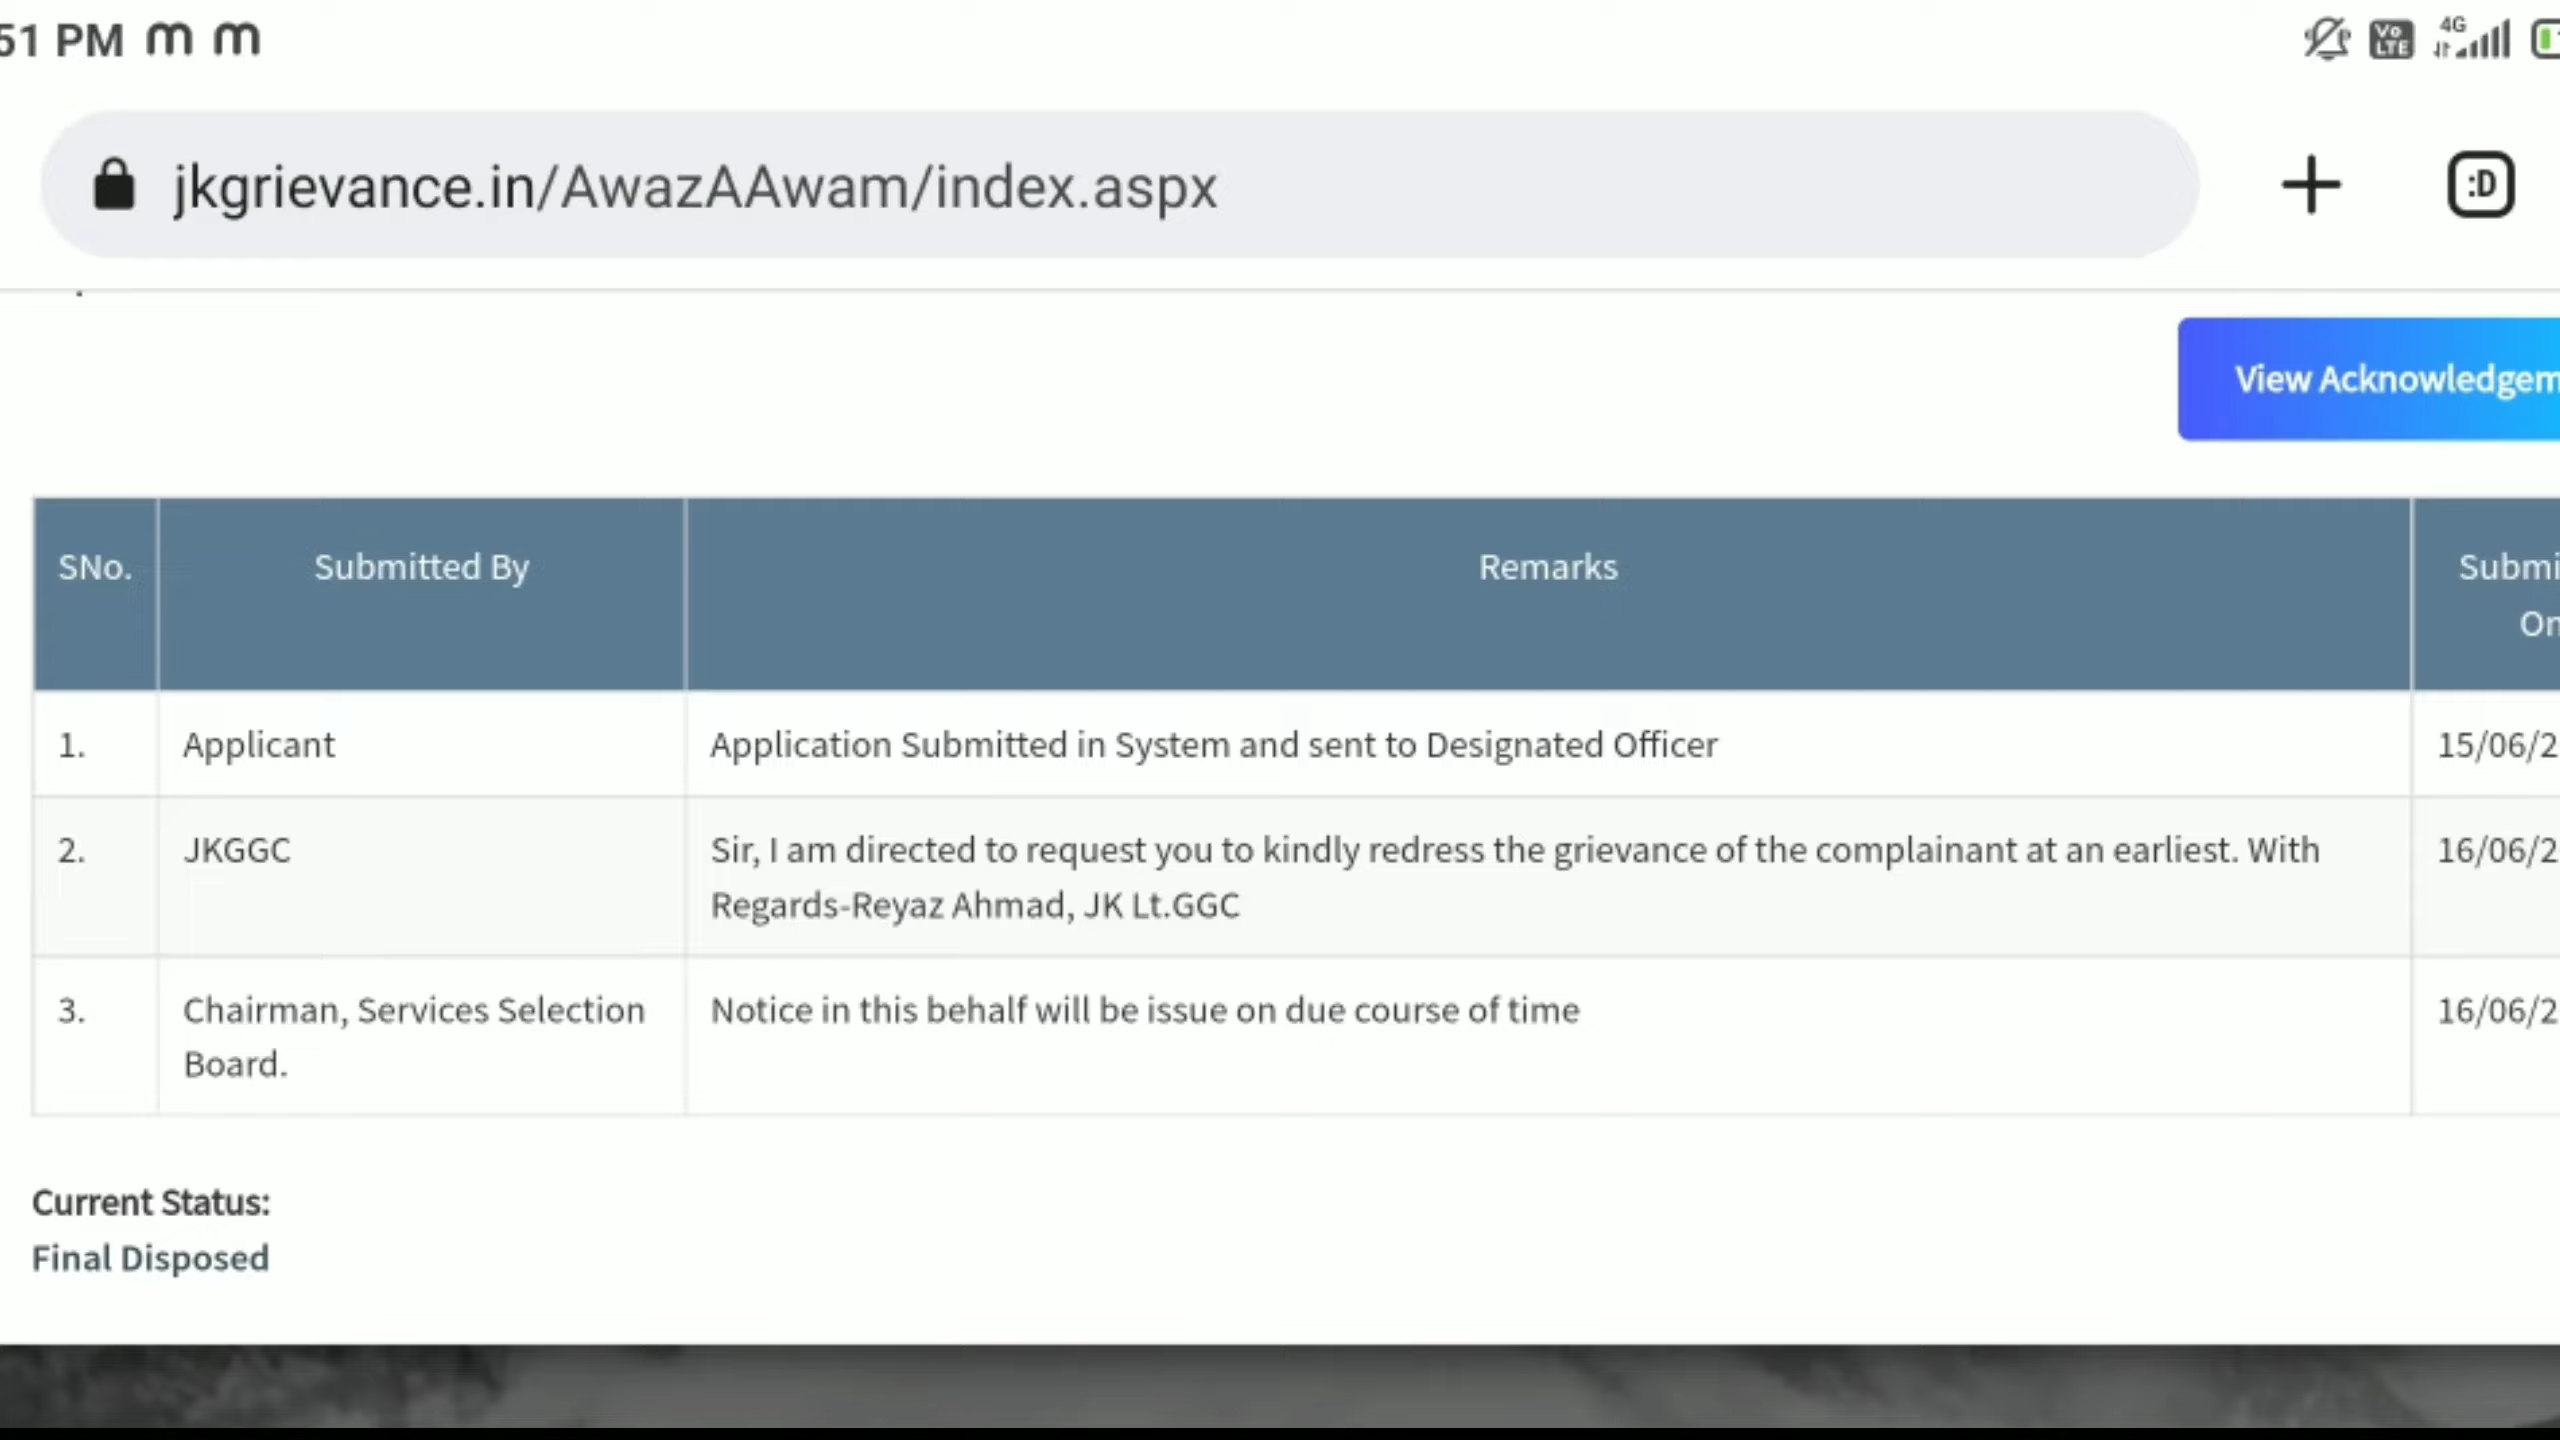 51 PM m m
Vo LTE 4G
jkgrievance.in/AwazAAwam/index.aspx
:D
View Acknowledgem
SNo. Submitted By Remarks Submi
On
1. Applicant Application Submitted in System and sent to Designated Officer 15/06/2
2. JKGGC Sir, I am directed to request you to kindly redress the grievance of the complainant at an earliest. With 16/06/2
Regards-Reyaz Ahmad, JK Lt.GGC
3. Chairman, Services Selection Notice in this behalf will be issue on due course of time 16/06/2
Board.
Current Status:
Final Disposed